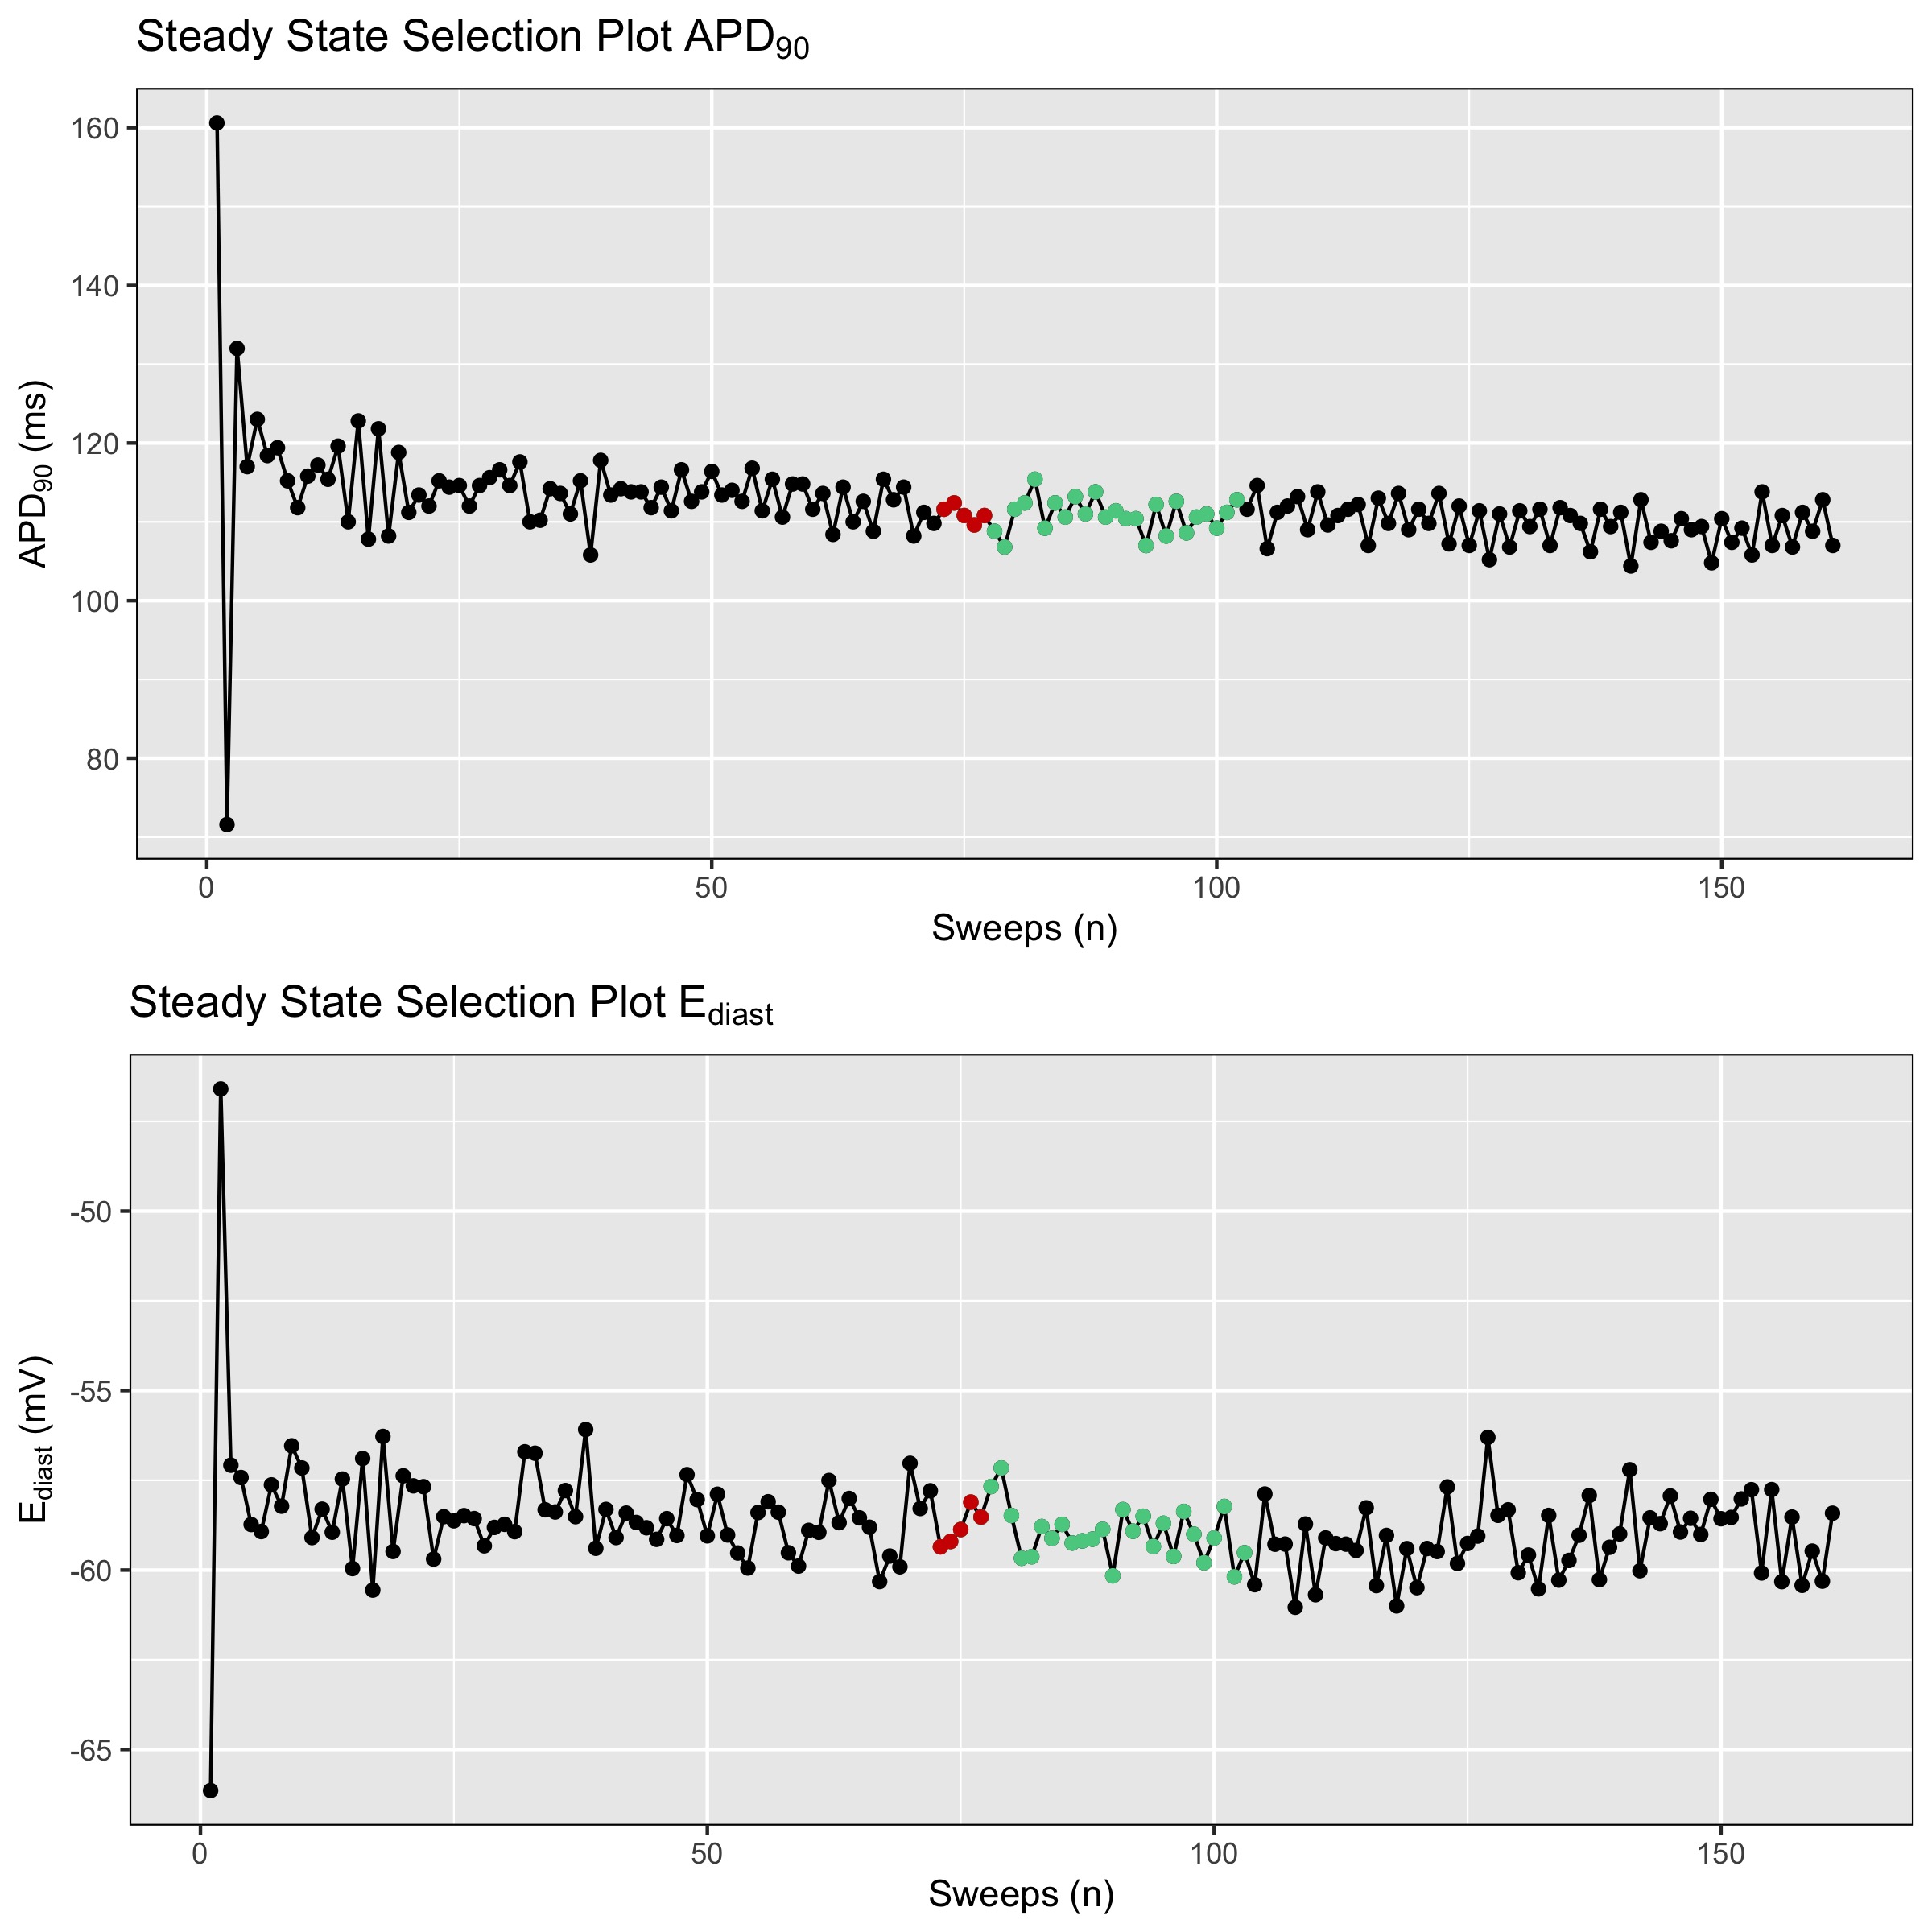 Steady State Selection Plot APD90
160
140
120
100
80
APD90 (ms)
0 50 100 150
Sweeps (n)
Steady State Selection Plot Ediast
-50
-55
-60
-65
Ediast (mV)
0 50 100 150
Sweeps (n)